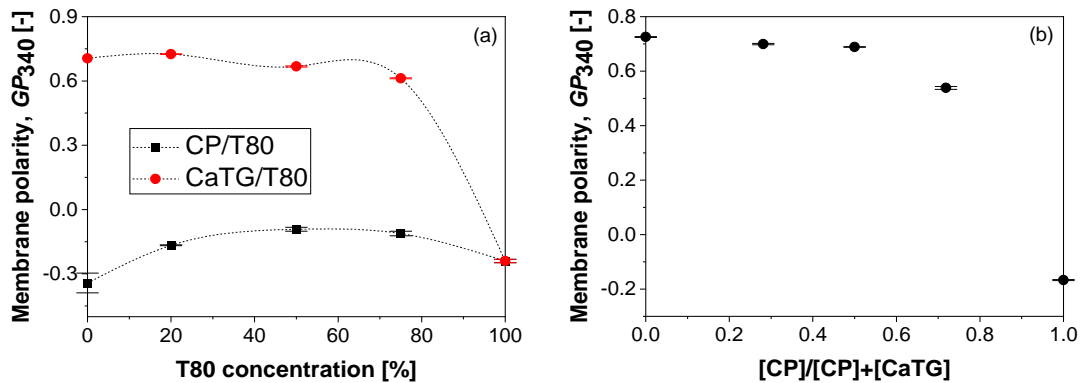 (a)
Membrane polarity, GP340 [-]
0.9
0.6
0.3
0.0
-0.3
CP/T80
CaTG/T80
0 20 40 60 80 100
T80 concentration [%]
(b)
Membrane polarity, GP340 [-]
0.8
0.6
0.4
0.2
0.0
-0.2
0.0 0.2 0.4 0.6 0.8 1.0
[CP]/[CP]+[CaTG]